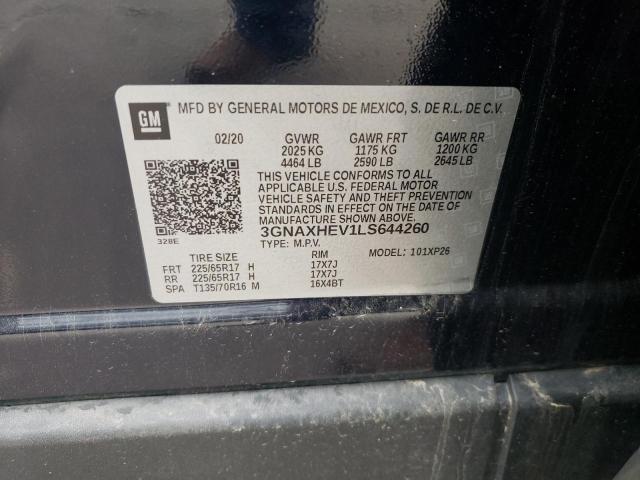 GM
MFD BY GENERAL MOTORS DE MEXICO, S. DE R.L. DE C.V.
02/20 GVWR GAWR FRT GAWR RR
2025 KG 1175 KG 1200 KG
4464 LB 2590 LB 2645 LB
THIS VEHICLE CONFORMS TO ALL
APPLICABLE U.S. FEDERAL MOTOR
VEHICLE SAFETY AND THEFT PREVENTION
STANDARDS IN EFFECT ON THE DATE OF
MANUFACTURE SHOWN ABOVE.
328E
3GNAXHEV1LS644260
TYPE: M.P.V. MODEL: 101XP26
TIRE SIZE RIM
FRT 225/65R17 H 17X7J
RR 225/65R17 H 17X7J
SPA T135/70R16 M 16X4BT